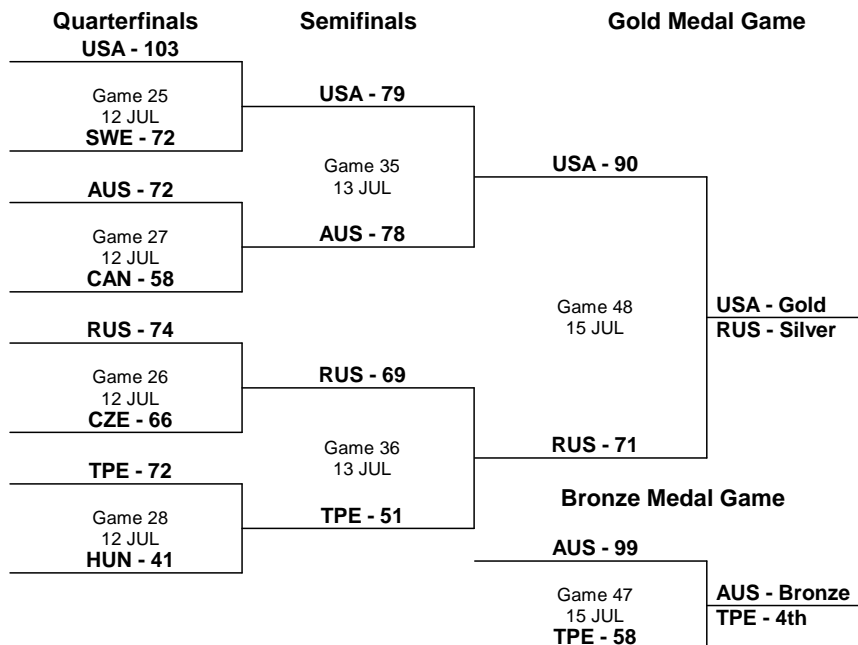 Quarterfinals
Semifinals
Gold Medal Game
USA - 103
Game 25
12 JUL
SWE - 72
AUS - 72
Game 27
12 JUL
CAN - 58
RUS - 74
Game 26
12 JUL
CZE - 66
TPE - 72
Game 28
12 JUL
HUN - 41
USA - 79
Game 35
13 JUL
AUS - 78
RUS - 69
Game 36
13 JUL
TPE - 51
USA - 90
Game 48
15 JUL
RUS - 71
USA - Gold
RUS - Silver
Bronze Medal Game
AUS - 99
Game 47
15 JUL
TPE - 58
AUS - Bronze
TPE - 4th